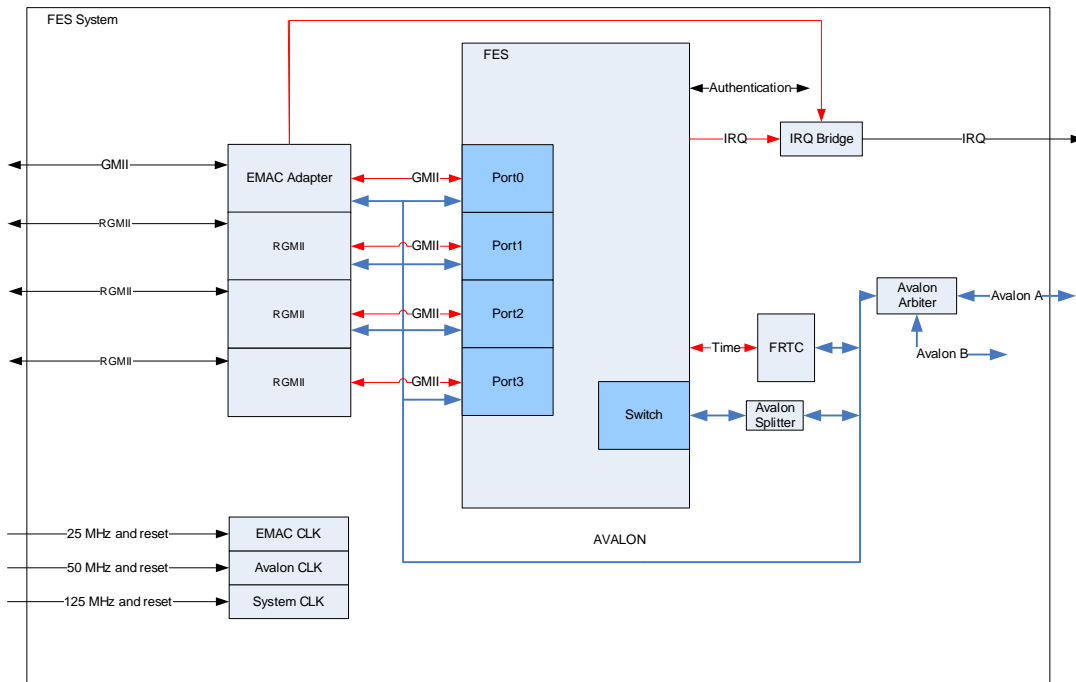 FES System
FES
Authentication
IRQ
IRQ Bridge
IRQ
GMII
EMAC Adapter
GMII
Port0
RGMII
RGMII
GMII
Port1
RGMII
RGMII
GMII
Port2
RGMII
RGMII
GMII
Port3
Avalon
Arbiter
Avalon A
Avalon B
Time
FRTC
Switch
Avalon
Splitter
25 MHz and reset
EMAC CLK
50 MHz and reset
Avalon CLK
125 MHz and reset
System CLK
AVALON